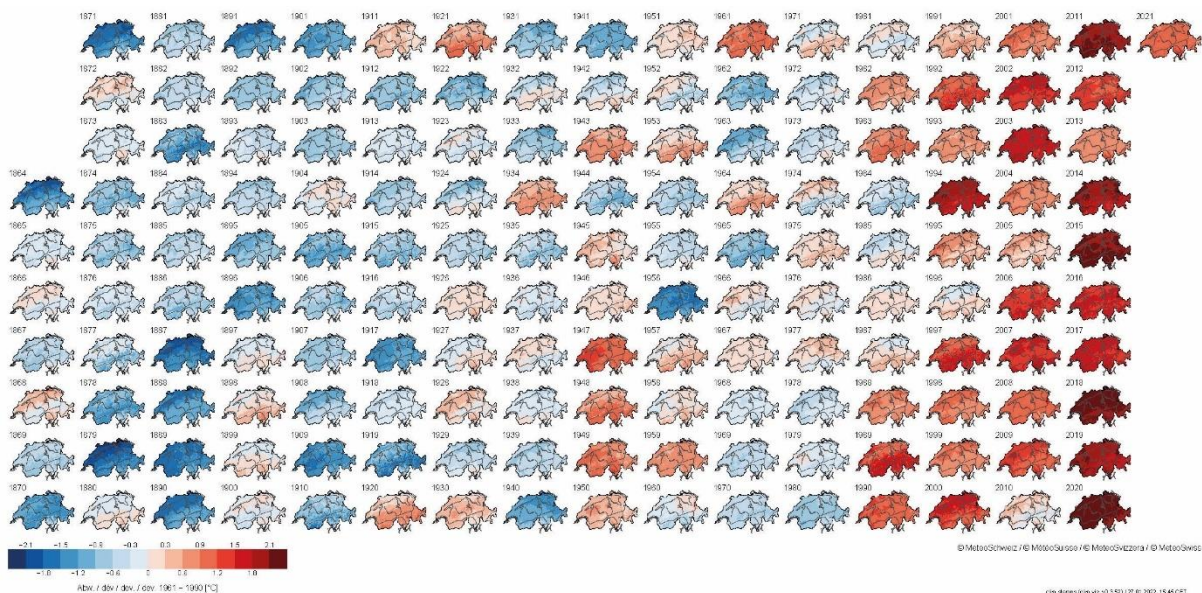 1871 1881 1891 1901 1911 1921 1931 1941 1951 1961 1971 1981 1991 2001 2011 2021
1872 1882 1892 1902 1912 1922 1932 1942 1952 1962 1972 1982 1992 2002 2012
1873 1883 1893 1903 1913 1923 1933 1943 1953 1963 1973 1983 1993 2003 2013
1864 1874 1884 1894 1904 1914 1924 1934 1944 1954 1964 1974 1984 1994 2004 2014
1865 1875 1885 1895 1905 1915 1925 1935 1945 1955 1965 1975 1985 1995 2005 2015
1866 1876 1886 1896 1906 1916 1926 1936 1946 1956 1966 1976 1986 1996 2006 2016
1867 1877 1887 1897 1907 1917 1927 1937 1947 1957 1967 1977 1987 1997 2007 2017
1868 1878 1888 1898 1908 1918 1928 1938 1948 1958 1968 1978 1988 1998 2008 2018
1869 1879 1889 1899 1909 1919 1929 1939 1949 1959 1969 1979 1989 1999 2009 2019
1870 1880 1890 1900 1910 1920 1930 1940 1950 1960 1970 1980 1990 2000 2010 2020
−2.1 −1.5 −0.9 −0.3 0.3 0.9 1.5 2.1
−1.8 −1.2 −0.6 0 0.6 1.2 1.8
© MeteoSchweiz / © MétéoSuisse / © MeteoSvizzera / © MeteoSwiss
Abw. / dév / dev. / dev. 1961 − 1990 [°C]
2022, 15:45 CET